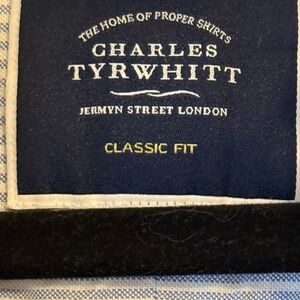 THE HOME OF PROPER SHIRTS
CHARLES
TYRWHITT
JERMYN STREET LONDON
CLASSIC FIT